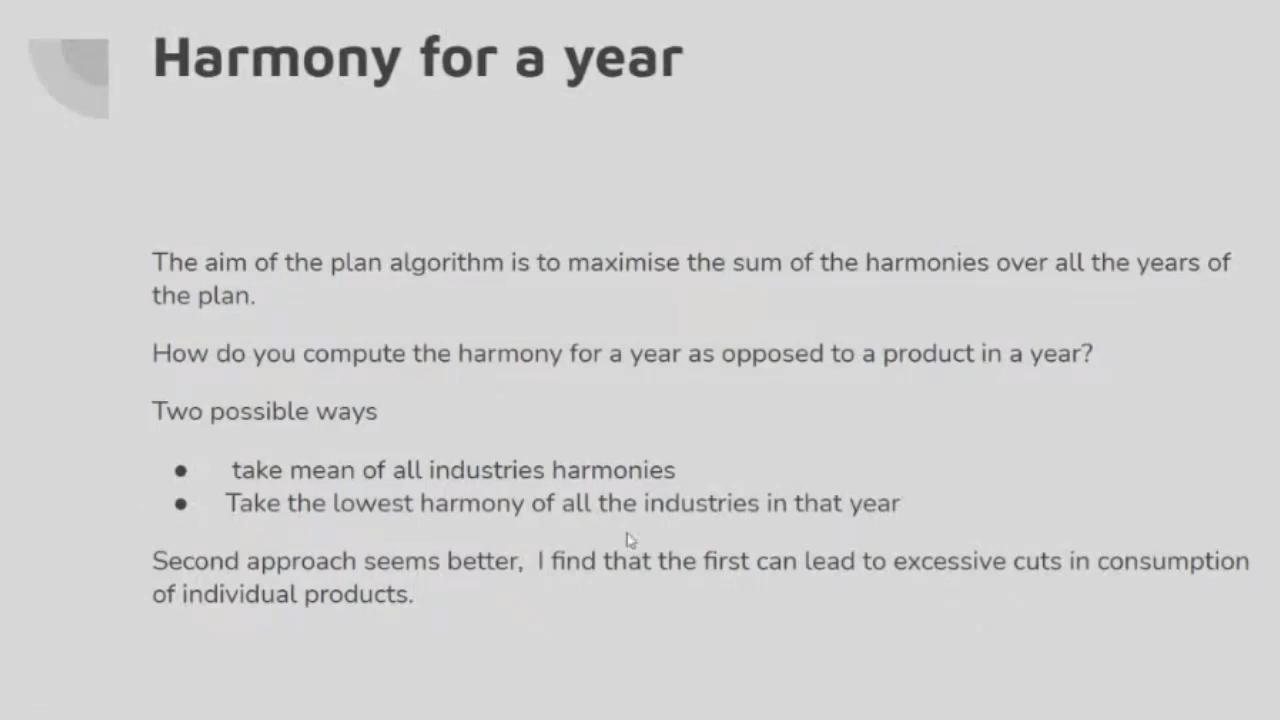 Harmony for a year
The aim of the plan algorithm is to maximise the sum of the harmonies over all the years of
the plan.
How do you compute the harmony for a year as opposed to a product in a year?
Two possible ways
● take mean of all industries harmonies
● Take the lowest harmony of all the industries in that year
Second approach seems better, I find that the first can lead to excessive cuts in consumption
of individual products.